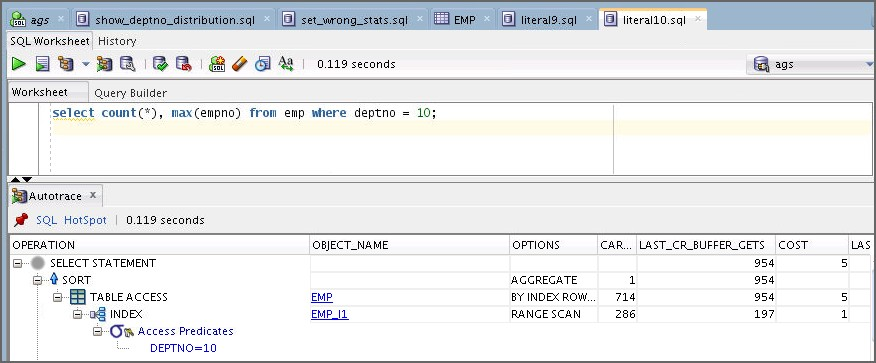 ags show_deptno_distribution.sql set_wrong_stats.sql EMP literal9.sql literal10.sql
SQL Worksheet History
0.119 seconds ags
Worksheet Query Builder
select count(*), max(empno) from emp where deptno = 10;
Autotrace x
SQL HotSpot | 0.119 seconds
OPERATION OBJECT_NAME OPTIONS CAR... LAST_CR_BUFFER_GETS COST LAS
SELECT STATEMENT 954 5
SORT AGGREGATE 1 954
TABLE ACCESS EMP BY INDEX ROW... 714 954 5
INDEX EMP_I1 RANGE SCAN 286 197 1
Access Predicates
DEPTNO=10